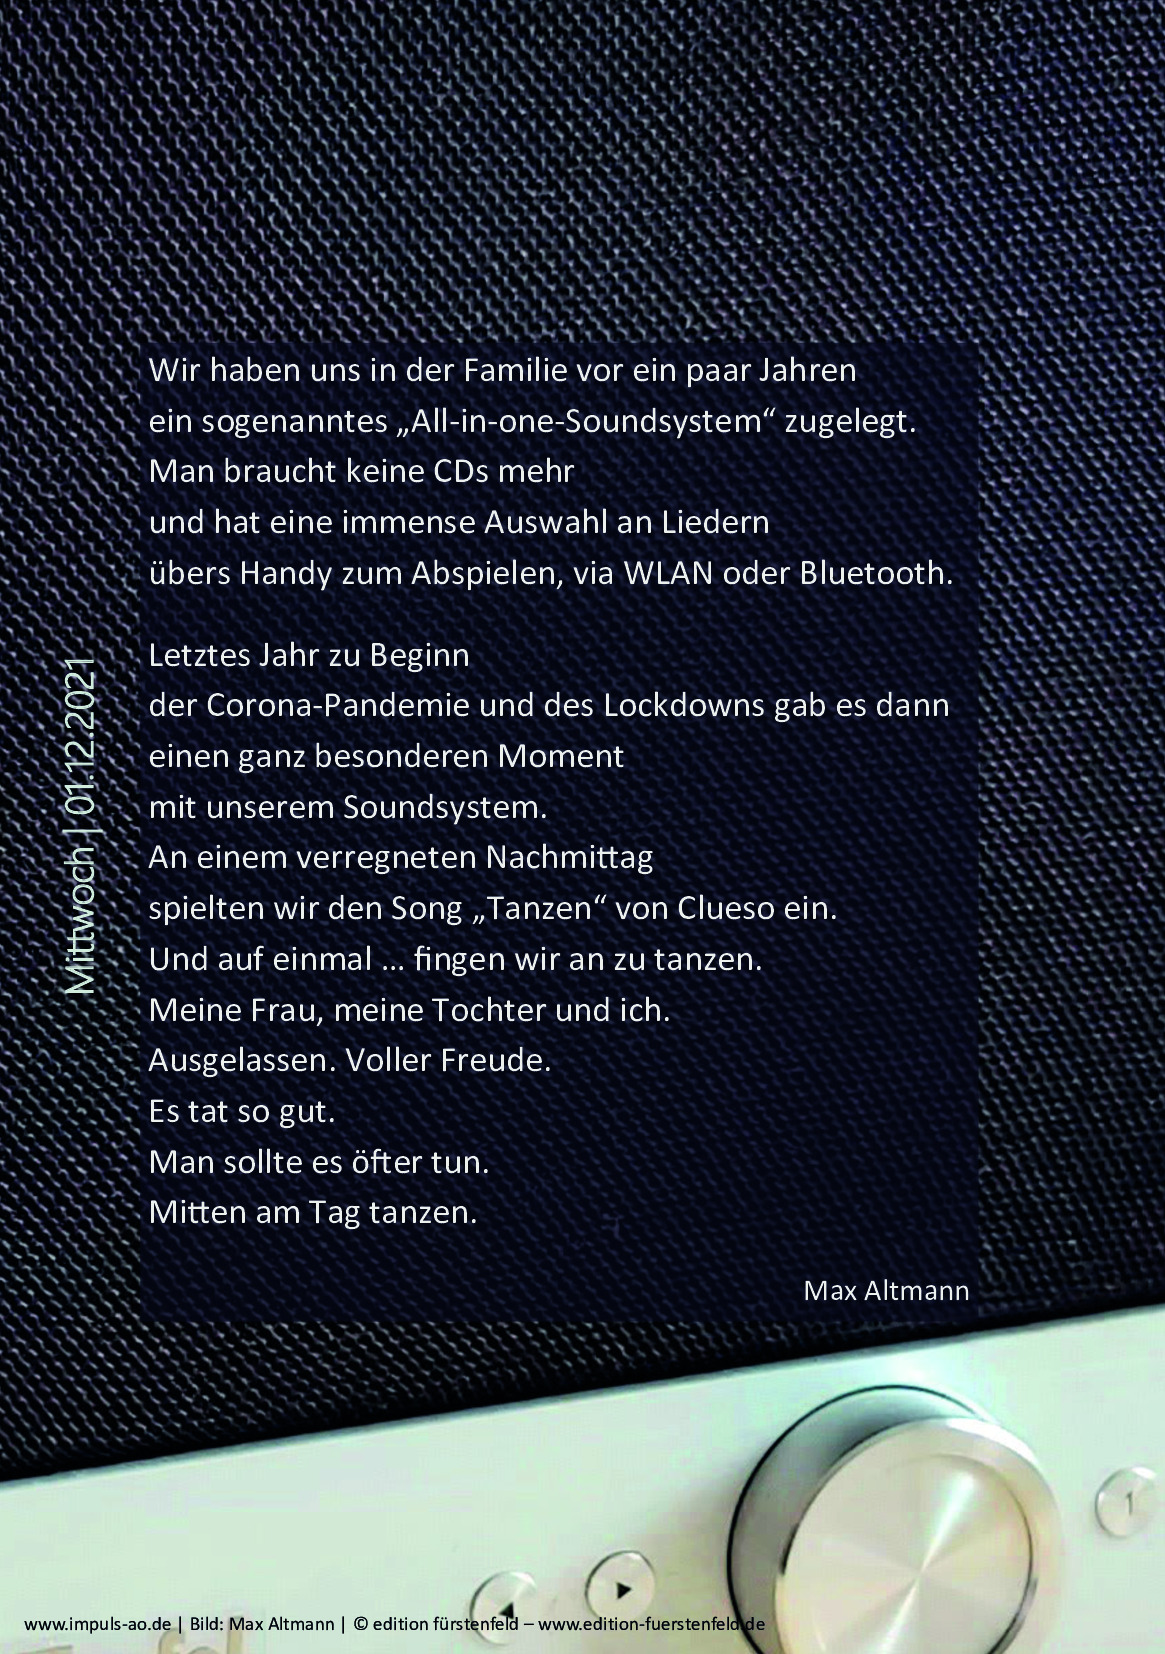 Wir haben uns in der Familie vor ein paar Jahren
ein sogenanntes „All-in-one-Soundsystem“ zugelegt.
Man braucht keine CDs mehr
und hat eine immense Auswahl an Liedern
übers Handy zum Abspielen, via WLAN oder Bluetooth.
Letztes Jahr zu Beginn
der Corona-Pandemie und des Lockdowns gab es dann
einen ganz besonderen Moment
mit unserem Soundsystem.
An einem verregneten Nachmittag
spielten wir den Song „Tanzen“ von Clueso ein.
Und auf einmal ... fingen wir an zu tanzen.
Meine Frau, meine Tochter und ich.
Ausgelassen. Voller Freude.
Es tat so gut.
Man sollte es öfter tun.
Mitten am Tag tanzen.
Max Altmann
Mittwoch | 01.12.2021
1
www.impuls-ao.de | Bild: Max Altmann | © edition fürstenfeld – www.edition-fuerstenfeld.de